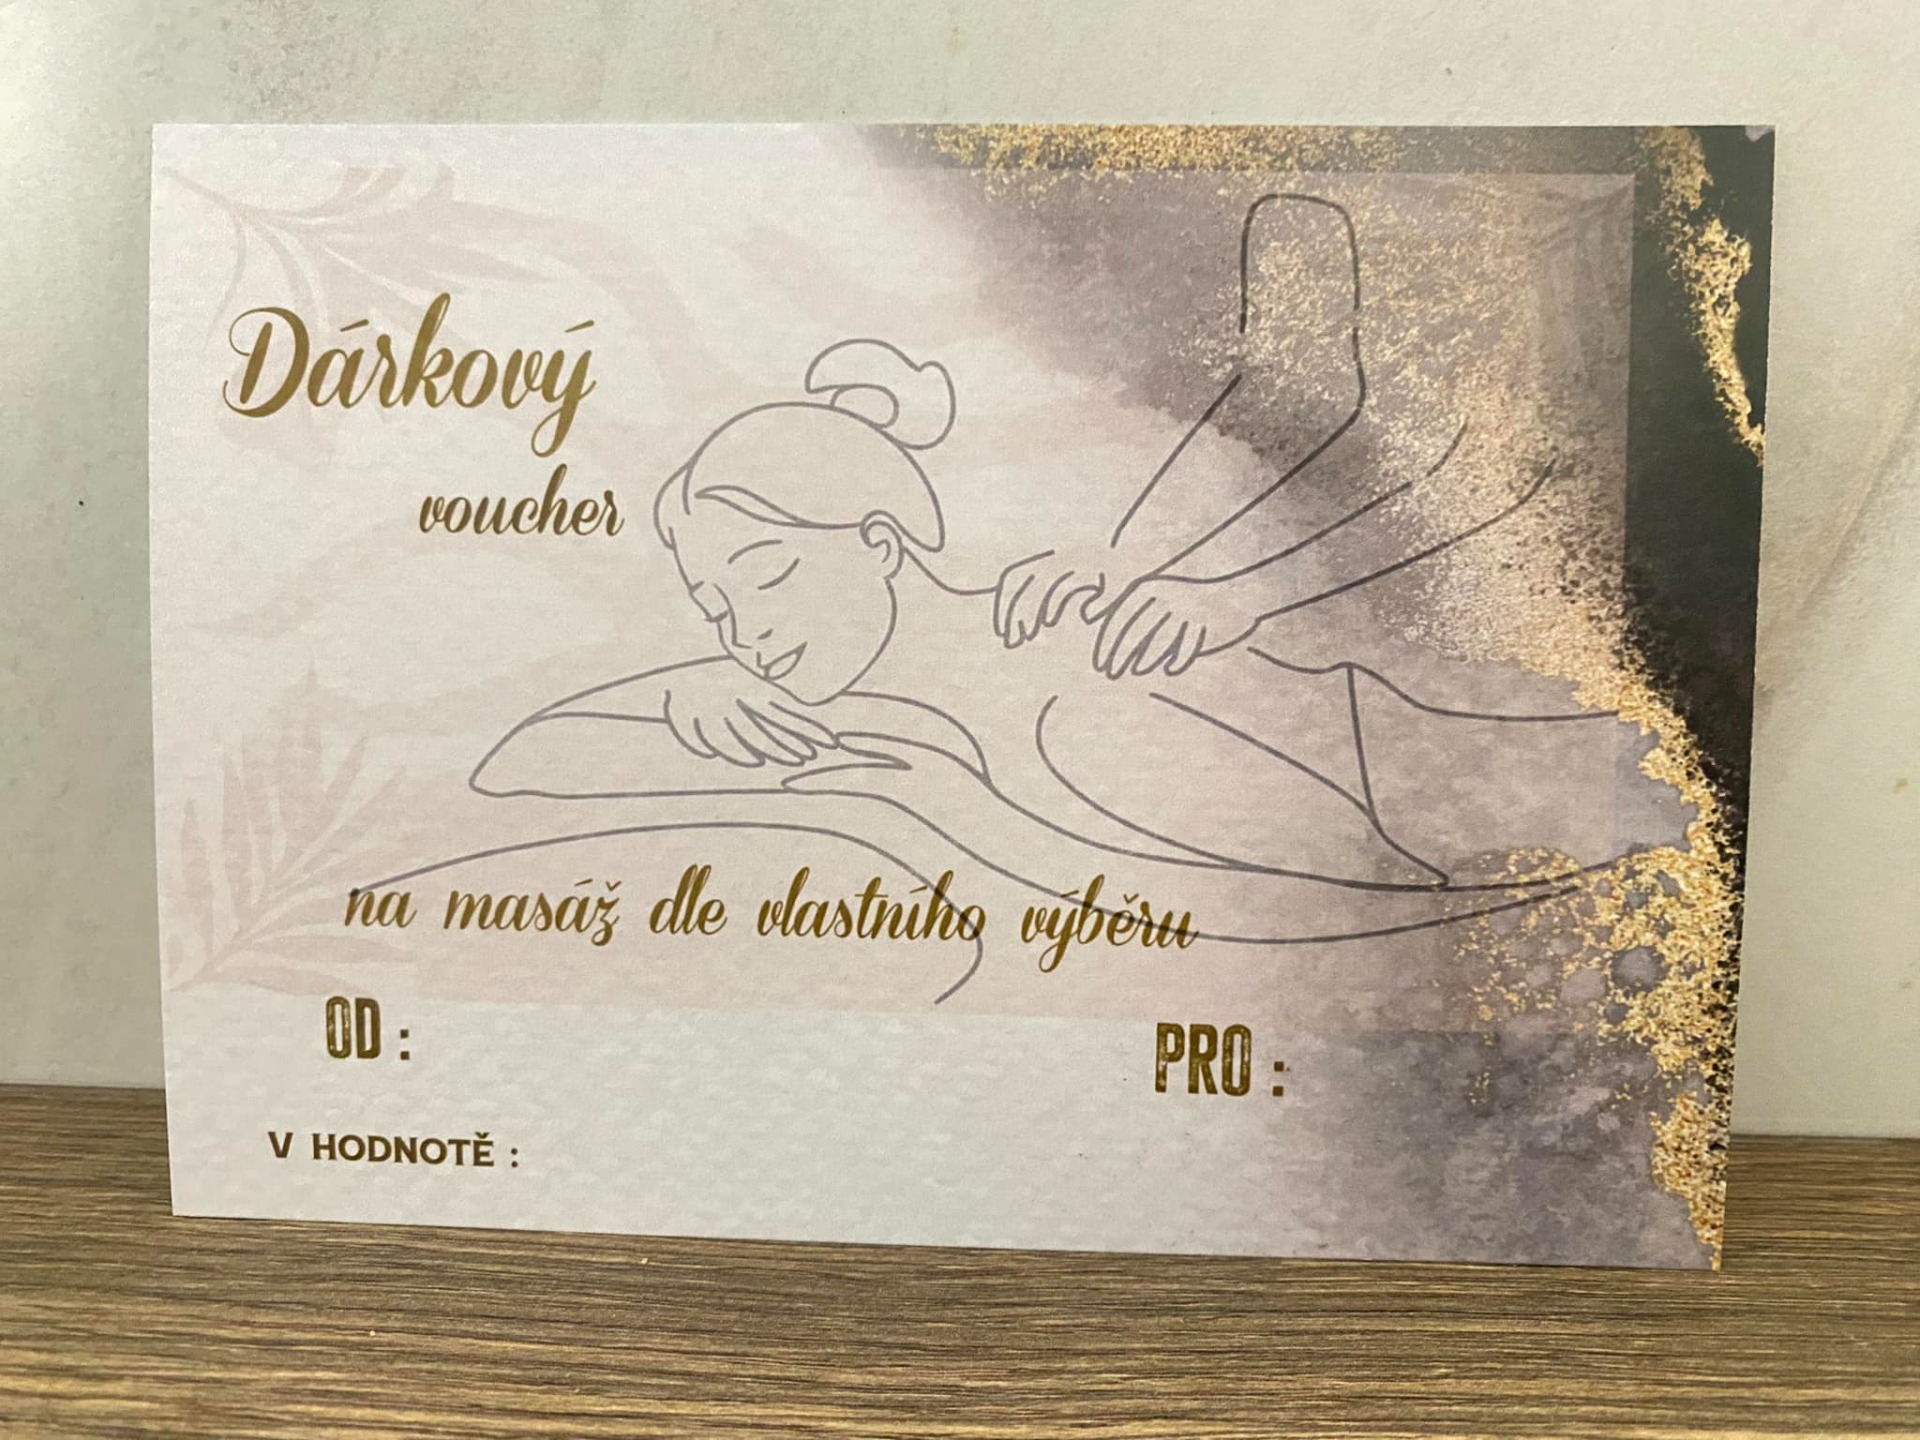 Dárkový
voucher
na masáž dle vlastního výběru
OD :
PRO :
V HODNOTĚ :